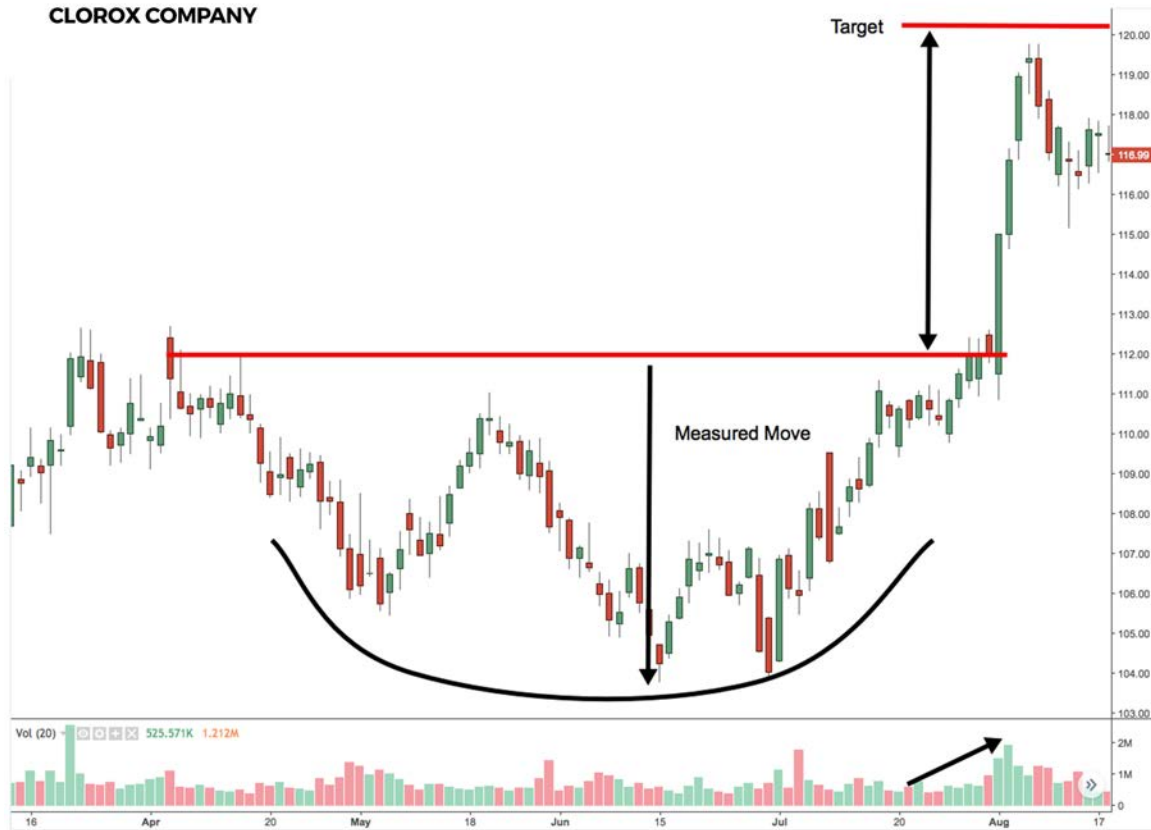 CLOROX COMPANY
Target
120.00
119.00
118.00
116.99
116.00
115.00
114.00
113.00
112.00
111.00
110.00
109.00
108.00
107.00
106.00
105.00
104.00
103.00
Measured Move
Vol (20) 525.571K 1.212M
2M
1M
0
16 Apr 20 May 18 Jun 15 Jul 20 Aug 17